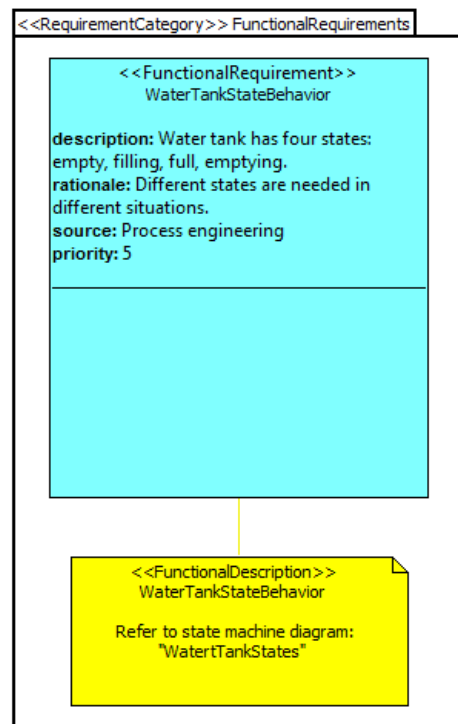 <<RequirementCategory>> FunctionalRequirements
<<FunctionalRequirement>>
WaterTankStateBehavior
description: Water tank has four states:
empty, filling, full, emptying.
rationale: Different states are needed in
different situations.
source: Process engineering
priority: 5
<<FunctionalDescription>>
WaterTankStateBehavior
Refer to state machine diagram:
"WatertTankStates"